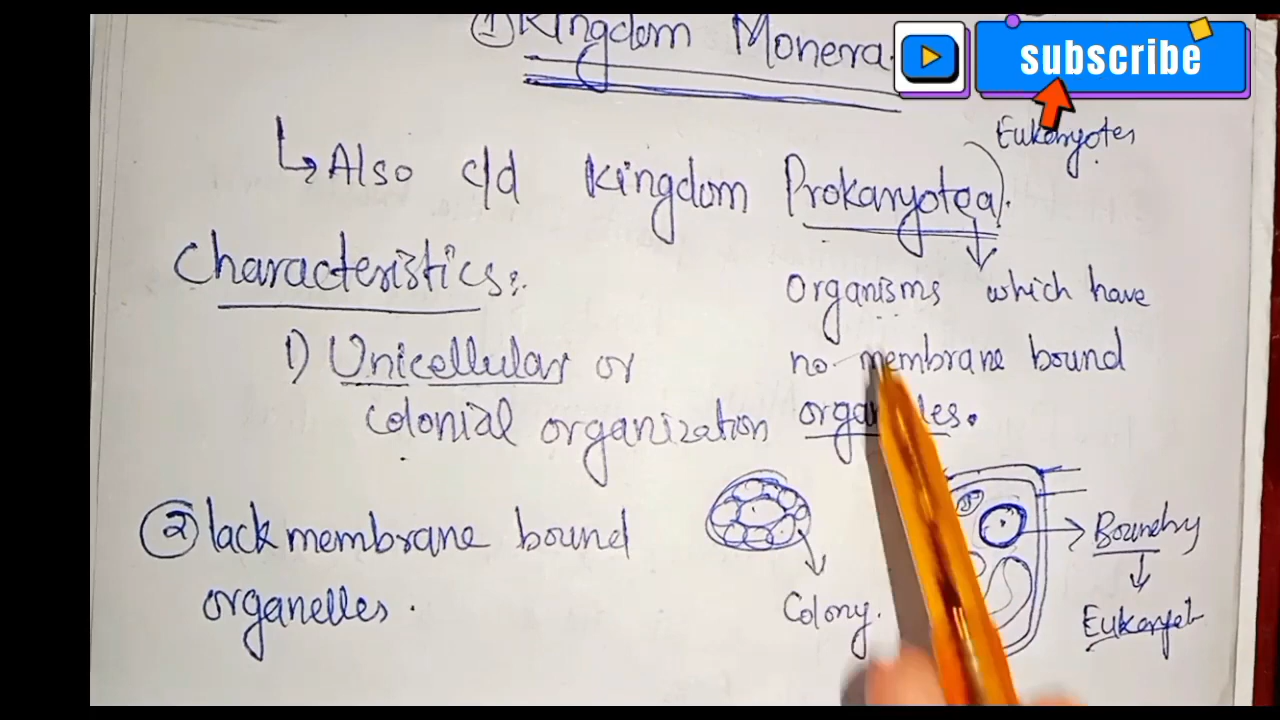 ① Kingdom Monera
subscribe
Eukaryotes
↳ Also c/d Kingdom Prokaryotea).
Characteristics:
Organisms which have
no membrane bound
organelles.
1) Unicellular or
colonial organization
② lack membrane bound
organelles.
Colony.
Boundry
Eukaryot